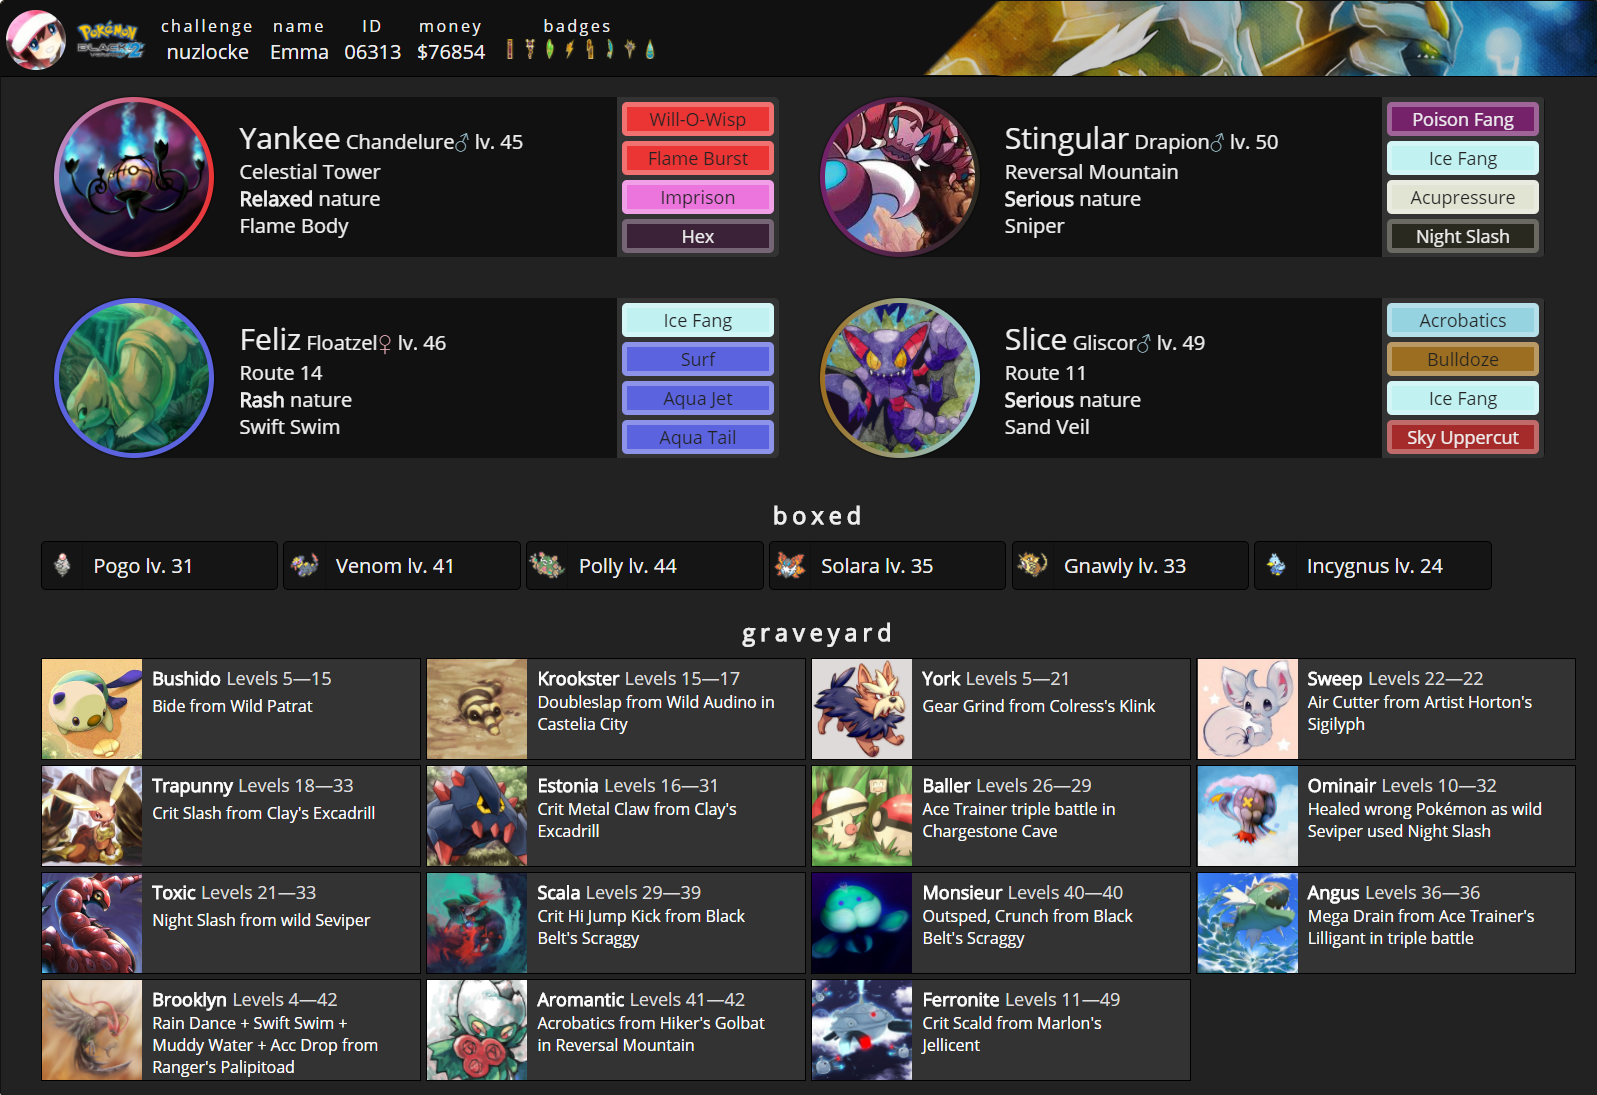 challenge name ID money badges
nuzlocke Emma 06313 $76854
Pokémon
BLACK
VERSION 2
Yankee Chandelure♂ lv. 45
Celestial Tower
Relaxed nature
Flame Body
Will-O-Wisp
Flame Burst
Imprison
Hex
Stingular Drapion♂ lv. 50
Reversal Mountain
Serious nature
Sniper
Poison Fang
Ice Fang
Acupressure
Night Slash
Feliz Floatzel♀ lv. 46
Route 14
Rash nature
Swift Swim
Ice Fang
Surf
Aqua Jet
Aqua Tail
Slice Gliscor♂ lv. 49
Route 11
Serious nature
Sand Veil
Acrobatics
Bulldoze
Ice Fang
Sky Uppercut
boxed
Pogo lv. 31
Venom lv. 41
Polly lv. 44
Solara lv. 35
Gnawly lv. 33
Incygnus lv. 24
graveyard
Bushido Levels 5—15
Bide from Wild Patrat
Krookster Levels 15—17
Doubleslap from Wild Audino in
Castelia City
York Levels 5—21
Gear Grind from Colress's Klink
Sweep Levels 22—22
Air Cutter from Artist Horton's
Sigilyph
Trapunny Levels 18—33
Crit Slash from Clay's Excadrill
Estonia Levels 16—31
Crit Metal Claw from Clay's
Excadrill
Baller Levels 26—29
Ace Trainer triple battle in
Chargestone Cave
Ominair Levels 10—32
Healed wrong Pokémon as wild
Seviper used Night Slash
Toxic Levels 21—33
Night Slash from wild Seviper
Scala Levels 29—39
Crit Hi Jump Kick from Black
Belt's Scraggy
Monsieur Levels 40—40
Outsped, Crunch from Black
Belt's Scraggy
Angus Levels 36—36
Mega Drain from Ace Trainer's
Lilligant in triple battle
Brooklyn Levels 4—42
Rain Dance + Swift Swim +
Muddy Water + Acc Drop from
Ranger's Palipitoad
Aromantic Levels 41—42
Acrobatics from Hiker's Golbat
in Reversal Mountain
Ferronite Levels 11—49
Crit Scald from Marlon's
Jellicent